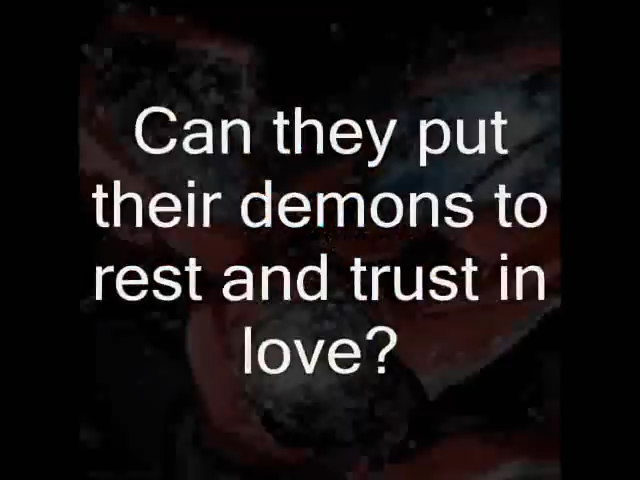 Can they put
their demons to
rest and trust in
love?